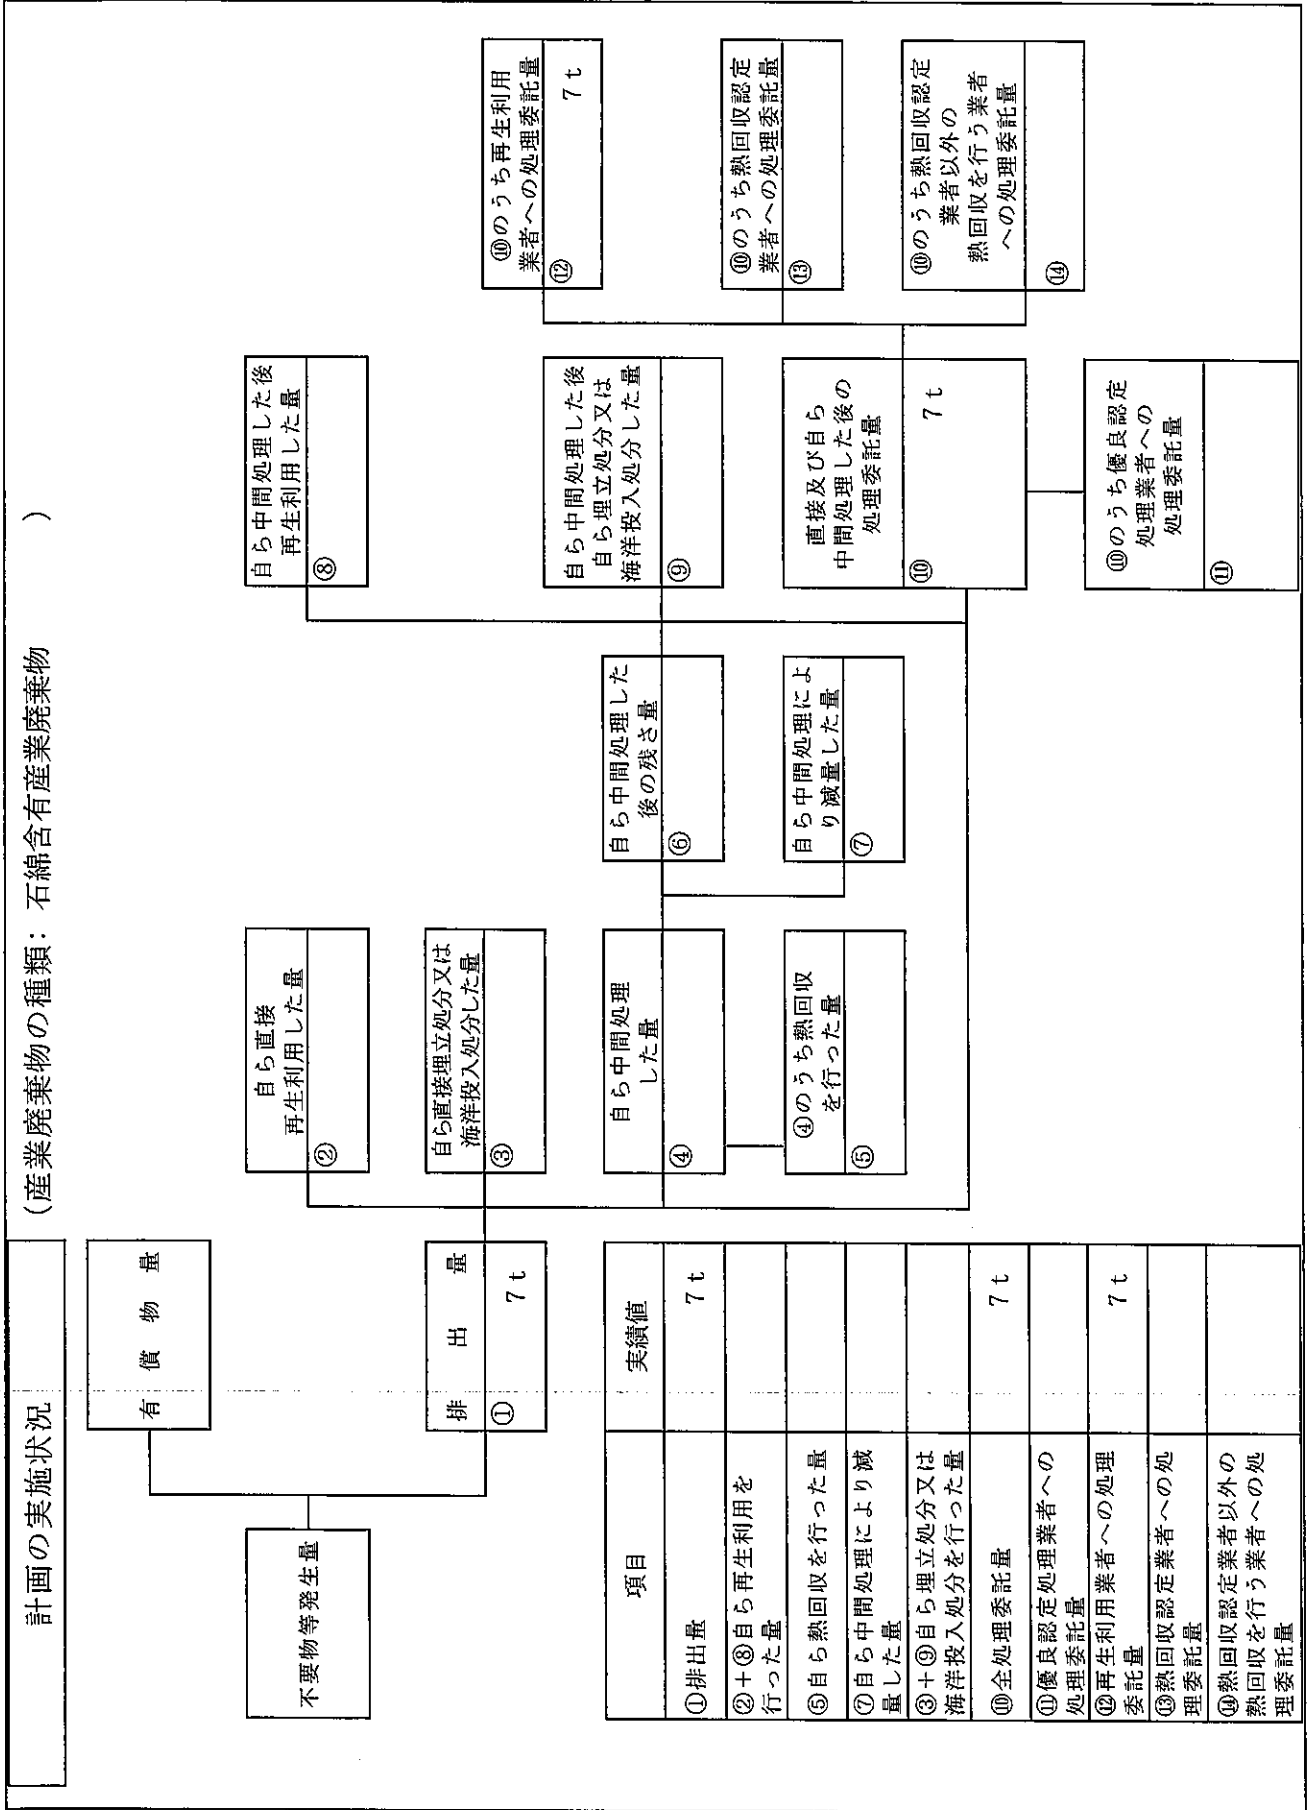 計画の実施状況
（産業廃棄物の種類：石綿含有産業廃棄物　　　）
不要物等発生量
有償物量
排出量
① 7t
自ら直接
再生利用した量
②
自ら直接埋立処分又は
海洋投入処分した量
③
自ら中間処理
した量
④
④のうち熱回収
を行った量
⑤
自ら中間処理した
後の残さ量
⑥
自ら中間処理によ
り減量した量
⑦
自ら中間処理した後
再生利用した量
⑧
自ら中間処理した後
自ら埋立処分又は
海洋投入処分した量
⑨
直接及び自ら
中間処理した後の
処理委託量
⑩ 7t
⑩のうち優良認定
処理業者への
処理委託量
⑪
⑩のうち再生利用
業者への処理委託量
⑫ 7t
⑩のうち熱回収認定
業者への処理委託量
⑬
⑩のうち熱回収認定
業者以外の
熱回収を行う業者
への処理委託量
⑭
項目 実績値
①排出量 7t
②+⑧自ら再生利用を
行った量
⑤自ら熱回収を行った量
⑦自ら中間処理により減
量した量
③+⑨自ら埋立処分又は
海洋投入処分を行った量
⑩全処理委託量 7t
⑪優良認定処理業者への
処理委託量
⑫再生利用業者への処理
委託量 7t
⑬熱回収認定業者への処
理委託量
⑭熱回収認定業者以外の
熱回収を行う業者への処
理委託量